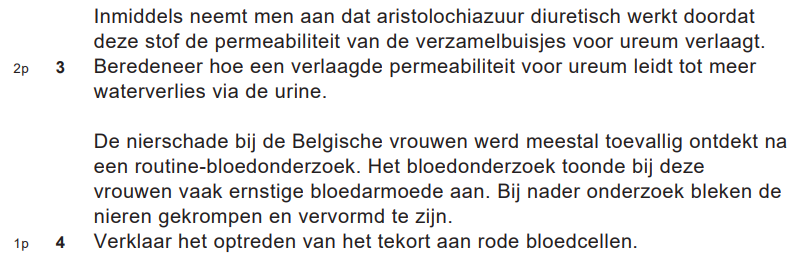 Inmiddels neemt men aan dat aristolochiazuur diuretisch werkt doordat
deze stof de permeabiliteit van de verzamelbuisjes voor ureum verlaagt.
2p 3 Beredeneer hoe een verlaagde permeabiliteit voor ureum leidt tot meer
waterverlies via de urine.
De nierschade bij de Belgische vrouwen werd meestal toevallig ontdekt na
een routine-bloedonderzoek. Het bloedonderzoek toonde bij deze
vrouwen vaak ernstige bloedarmoede aan. Bij nader onderzoek bleken de
nieren gekrompen en vervormd te zijn.
1p 4 Verklaar het optreden van het tekort aan rode bloedcellen.